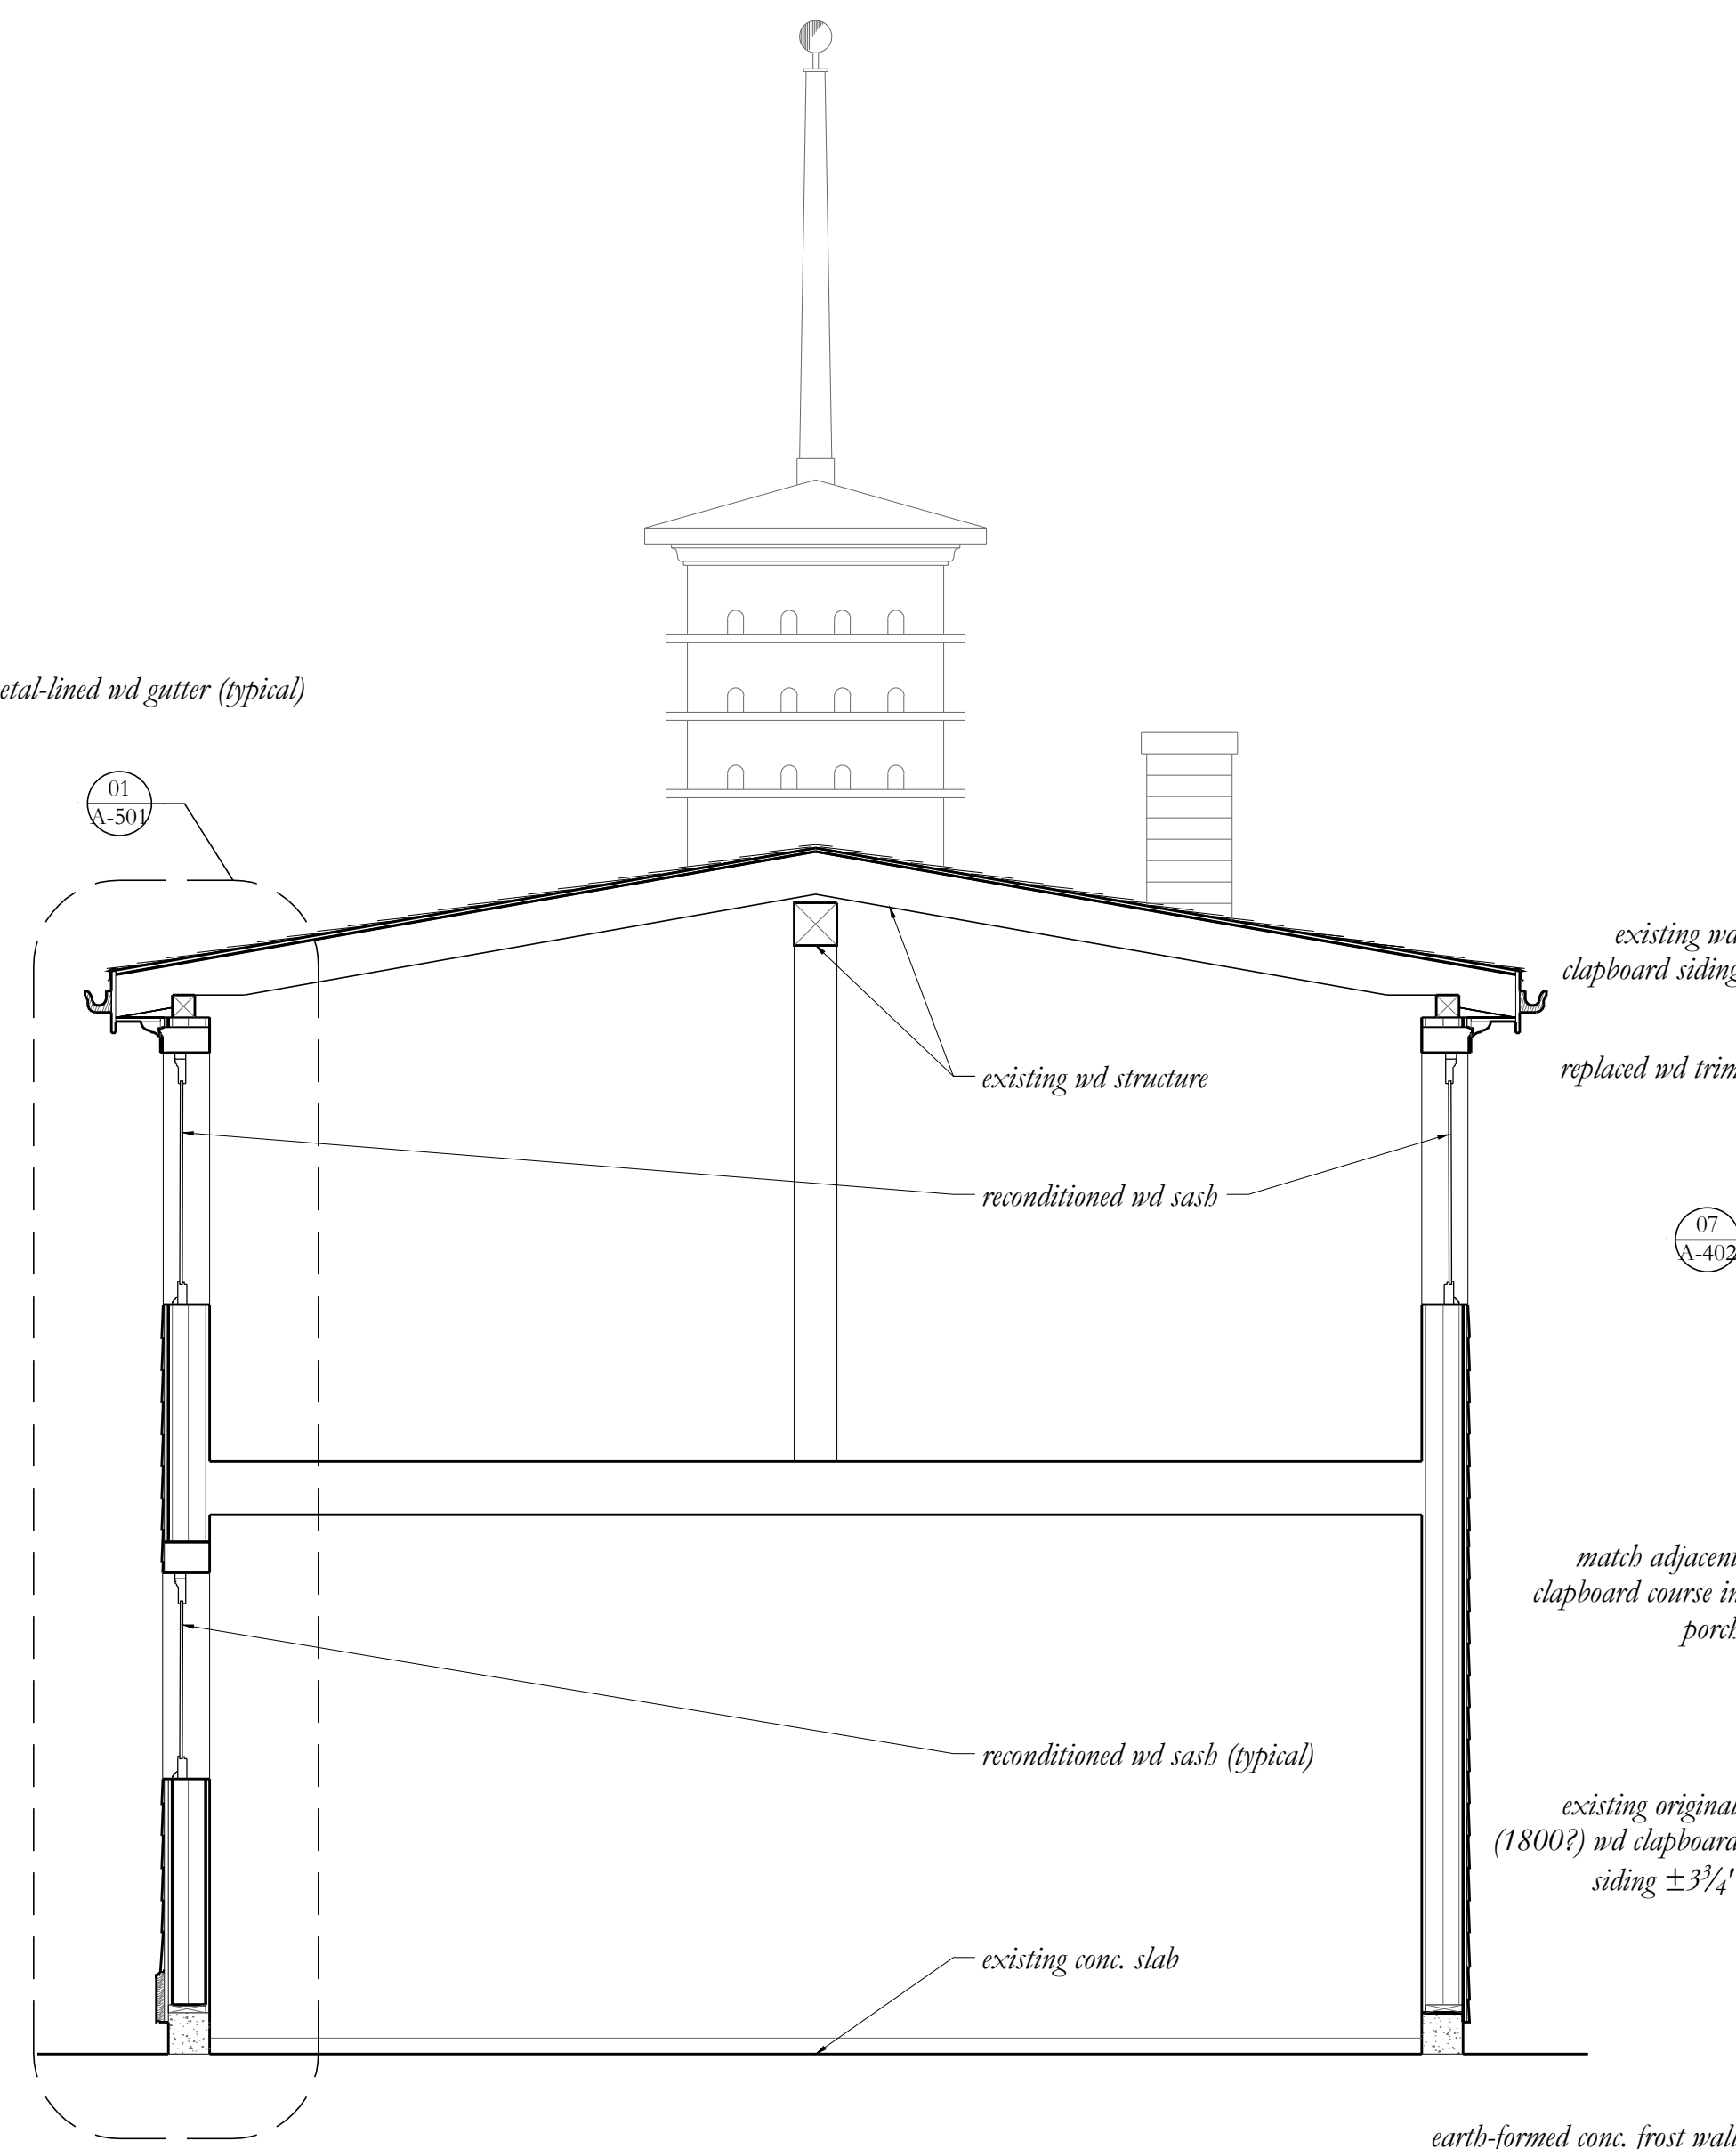 etal-lined wd gutter (typical)
01
A-501
existing wd
clapboard siding
existing wd structure
replaced wd trim
reconditioned wd sash
07
A-402
match adjacent
clapboard course in
porch
reconditioned wd sash (typical)
existing original
(1800?) wd clapboard
siding ±3¾"
existing conc. slab
earth-formed conc. frost wall